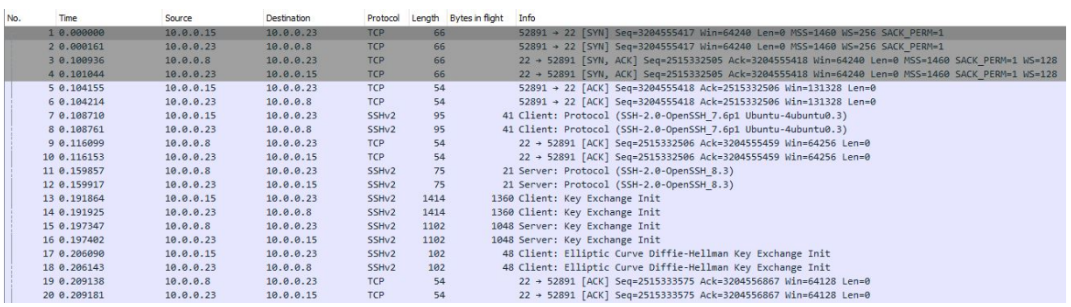 No. Time Source Destination Protocol Length Bytes in flight Info
1 0.000000 10.0.0.15 10.0.0.23 TCP 66 52891 → 22 [SYN] Seq=3204555417 Win=64240 Len=0 MSS=1460 WS=256 SACK_PERM=1
2 0.000161 10.0.0.23 10.0.0.8 TCP 66 52891 → 22 [SYN] Seq=3204555417 Win=64240 Len=0 MSS=1460 WS=256 SACK_PERM=1
3 0.100936 10.0.0.8 10.0.0.23 TCP 66 22 → 52891 [SYN, ACK] Seq=2515332505 Ack=3204555418 Win=64240 Len=0 MSS=1460 SACK_PERM=1 WS=128
4 0.101044 10.0.0.23 10.0.0.15 TCP 66 22 → 52891 [SYN, ACK] Seq=2515332505 Ack=3204555418 Win=64240 Len=0 MSS=1460 SACK_PERM=1 WS=128
5 0.104155 10.0.0.15 10.0.0.23 TCP 54 52891 → 22 [ACK] Seq=3204555418 Ack=2515332506 Win=131328 Len=0
6 0.104214 10.0.0.23 10.0.0.8 TCP 54 52891 → 22 [ACK] Seq=3204555418 Ack=2515332506 Win=131328 Len=0
7 0.108710 10.0.0.15 10.0.0.23 SSHv2 95 41 Client: Protocol (SSH-2.0-OpenSSH_7.6p1 Ubuntu-4ubuntu0.3)
8 0.108761 10.0.0.23 10.0.0.8 SSHv2 95 41 Client: Protocol (SSH-2.0-OpenSSH_7.6p1 Ubuntu-4ubuntu0.3)
9 0.116099 10.0.0.8 10.0.0.23 TCP 54 22 → 52891 [ACK] Seq=2515332506 Ack=3204555459 Win=64256 Len=0
10 0.116153 10.0.0.23 10.0.0.15 TCP 54 22 → 52891 [ACK] Seq=2515332506 Ack=3204555459 Win=64256 Len=0
11 0.159857 10.0.0.8 10.0.0.23 SSHv2 75 21 Server: Protocol (SSH-2.0-OpenSSH_8.3)
12 0.159917 10.0.0.23 10.0.0.15 SSHv2 75 21 Server: Protocol (SSH-2.0-OpenSSH_8.3)
13 0.191864 10.0.0.15 10.0.0.23 SSHv2 1414 1360 Client: Key Exchange Init
14 0.191925 10.0.0.23 10.0.0.8 SSHv2 1414 1360 Client: Key Exchange Init
15 0.197347 10.0.0.8 10.0.0.23 SSHv2 1102 1048 Server: Key Exchange Init
16 0.197402 10.0.0.23 10.0.0.15 SSHv2 1102 1048 Server: Key Exchange Init
17 0.206090 10.0.0.15 10.0.0.23 SSHv2 102 48 Client: Elliptic Curve Diffie-Hellman Key Exchange Init
18 0.206143 10.0.0.23 10.0.0.8 SSHv2 102 48 Client: Elliptic Curve Diffie-Hellman Key Exchange Init
19 0.209138 10.0.0.8 10.0.0.23 TCP 54 22 → 52891 [ACK] Seq=2515333575 Ack=3204556867 Win=64128 Len=0
20 0.209181 10.0.0.23 10.0.0.15 TCP 54 22 → 52891 [ACK] Seq=2515333575 Ack=3204556867 Win=64128 Len=0